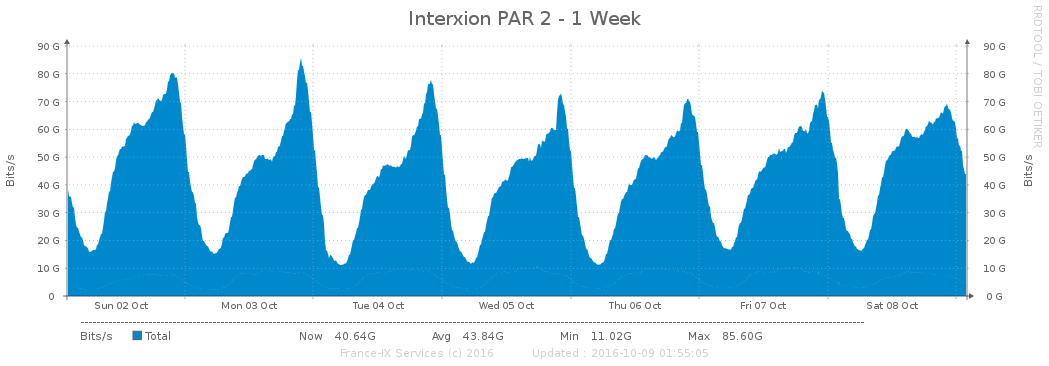 Interxion PAR 2 - 1 Week
RRDTOOL / TOBI OETIKER
90 G 90 G
80 G 80 G
70 G 70 G
60 G 60 G
50 G 50 G
40 G 40 G
30 G 30 G
20 G 20 G
10 G 10 G
0 0 G
Bits/s
Bits/s
Sun 02 Oct Mon 03 Oct Tue 04 Oct Wed 05 Oct Thu 06 Oct Fri 07 Oct Sat 08 Oct
Bits/s Total Now 40.64G Avg 43.84G Min 11.02G Max 85.60G
France-IX Services (c) 2016 Updated : 2016-10-09 01:55:05